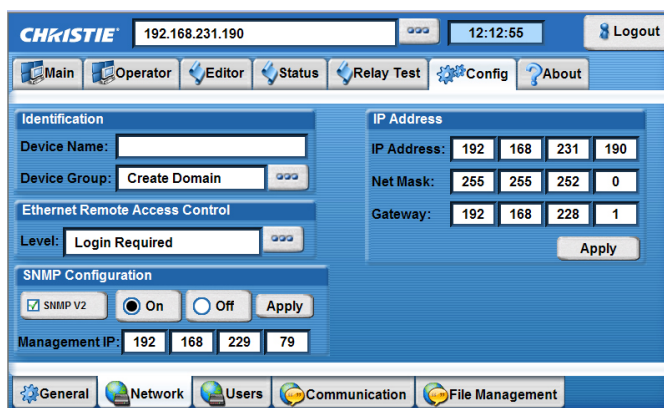 CHRISTIE 192.168.231.190 12:12:55 Logout
Main Operator Editor Status Relay Test Config About
Identification
Device Name:
Device Group: Create Domain
Ethernet Remote Access Control
Level: Login Required
SNMP Configuration
SNMP V2 On Off Apply
Management IP: 192 168 229 79
IP Address
IP Address: 192 168 231 190
Net Mask: 255 255 252 0
Gateway: 192 168 228 1
Apply
General Network Users Communication File Management